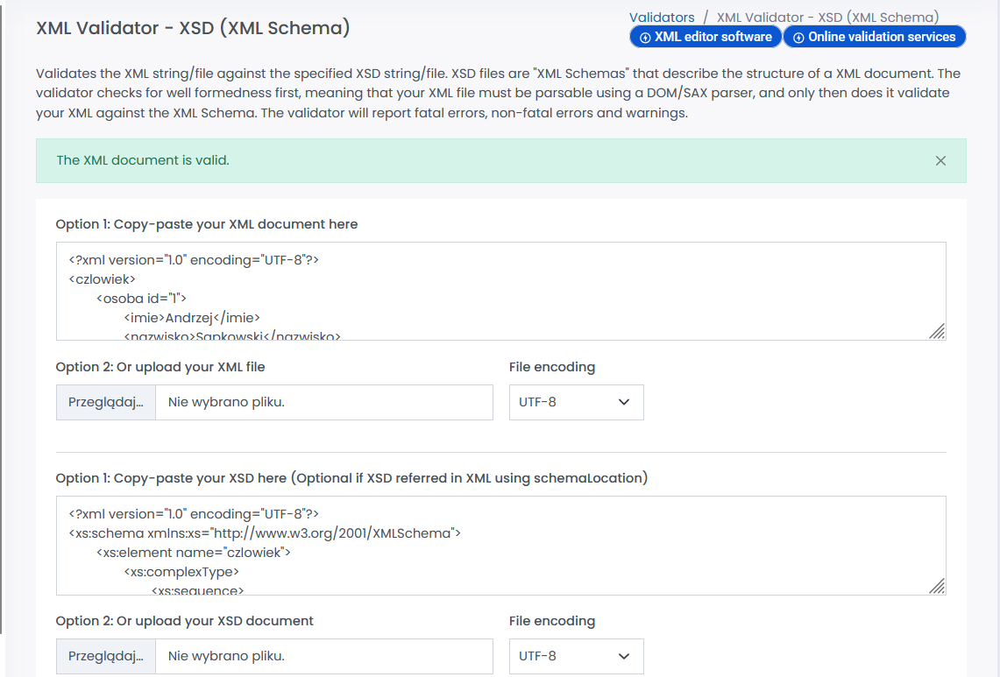 XML Validator - XSD (XML Schema)
Validators / XML Validator - XSD (XML Schema)
XML editor software Online validation services
Validates the XML string/file against the specified XSD string/file. XSD files are "XML Schemas" that describe the structure of a XML document. The
validator checks for well formedness first, meaning that your XML file must be parsable using a DOM/SAX parser, and only then does it validate
your XML against the XML Schema. The validator will report fatal errors, non-fatal errors and warnings.
The XML document is valid.
Option 1: Copy-paste your XML document here
<?xml version="1.0" encoding="UTF-8"?>
<czlowiek>
<osoba id="1">
<imie>Andrzej</imie>
<nazwisko>Sapkowski</nazwisko>
Option 2: Or upload your XML file
File encoding
Przeglądaj... Nie wybrano pliku.
UTF-8
Option 1: Copy-paste your XSD here (Optional if XSD referred in XML using schemaLocation)
<?xml version="1.0" encoding="UTF-8"?>
<xs:schema xmlns:xs="http://www.w3.org/2001/XMLSchema">
<xs:element name="czlowiek">
<xs:complexType>
<xs:sequence>
Option 2: Or upload your XSD document
File encoding
Przeglądaj... Nie wybrano pliku.
UTF-8